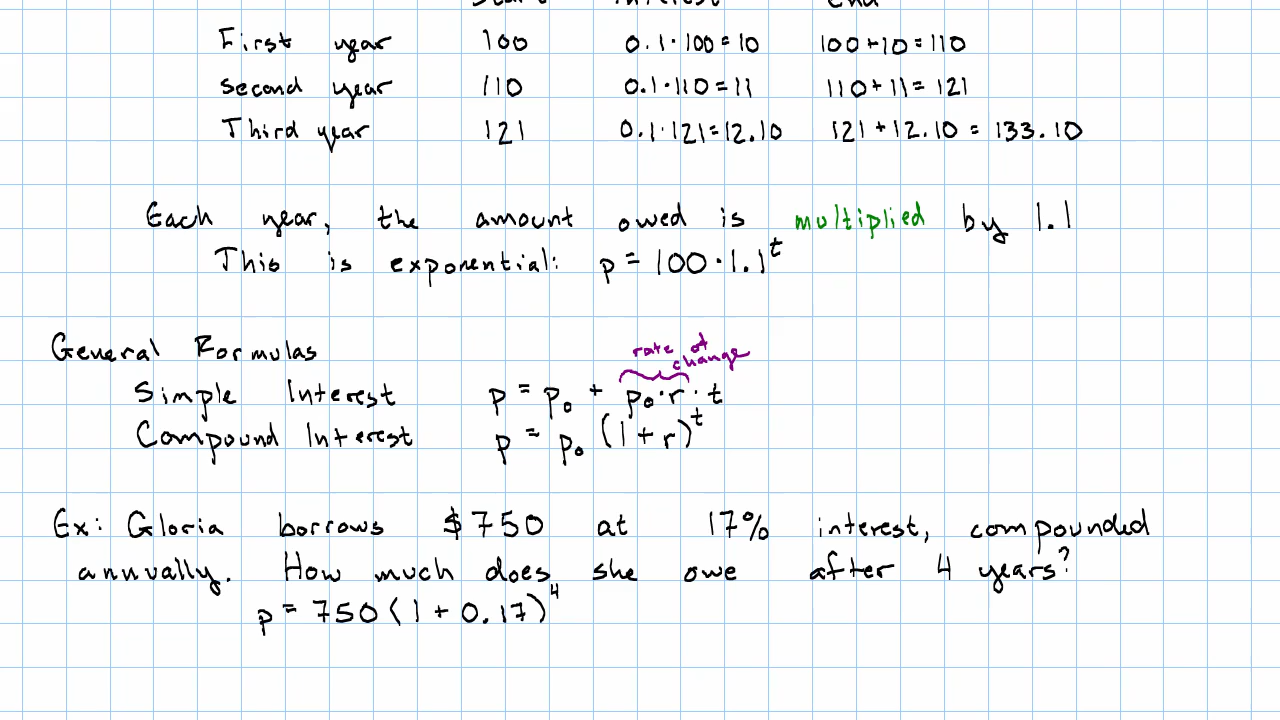 Start Interest End
First year 100 0.1·100=10 100+10=110
Second year 110 0.1·110=11 110+11=121
Third year 121 0.1·121=12.10 121+12.10=133.10
Each year, the amount owed is multiplied by 1.1
This is exponential: p=100·1.1^t
General Formulas
rate of
change
Simple Interest p = p₀ + p₀·r·t
Compound Interest p = p₀ (1+r)^t
Ex: Gloria borrows $750 at 17% interest, compounded
annually. How much does she owe after 4 years?
p = 750(1+0.17)^4